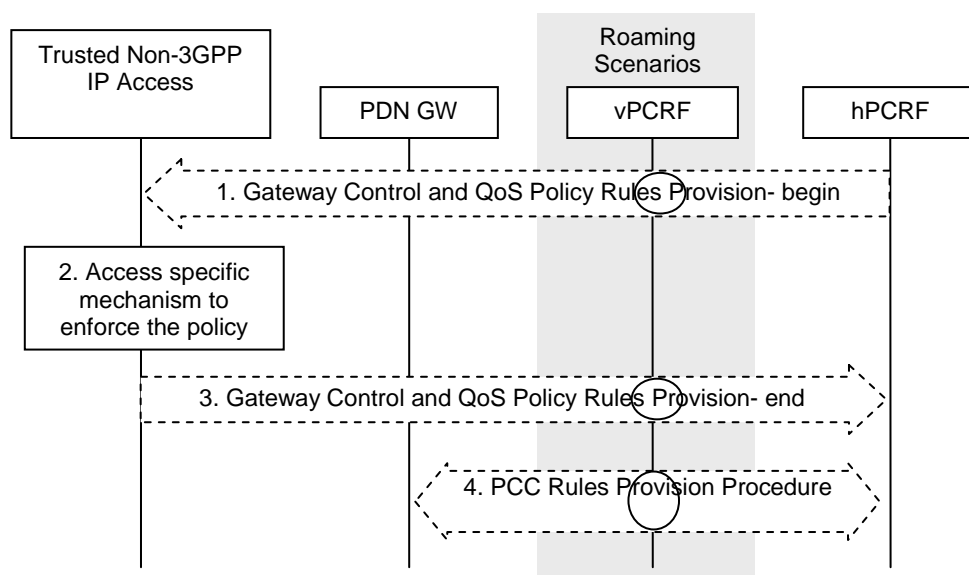 Roaming
Scenarios
Trusted Non-3GPP
IP Access
PDN GW
vPCRF
hPCRF
1. Gateway Control and QoS Policy Rules Provision- begin
2. Access specific
mechanism to
enforce the policy
3. Gateway Control and QoS Policy Rules Provision- end
4. PCC Rules Provision Procedure